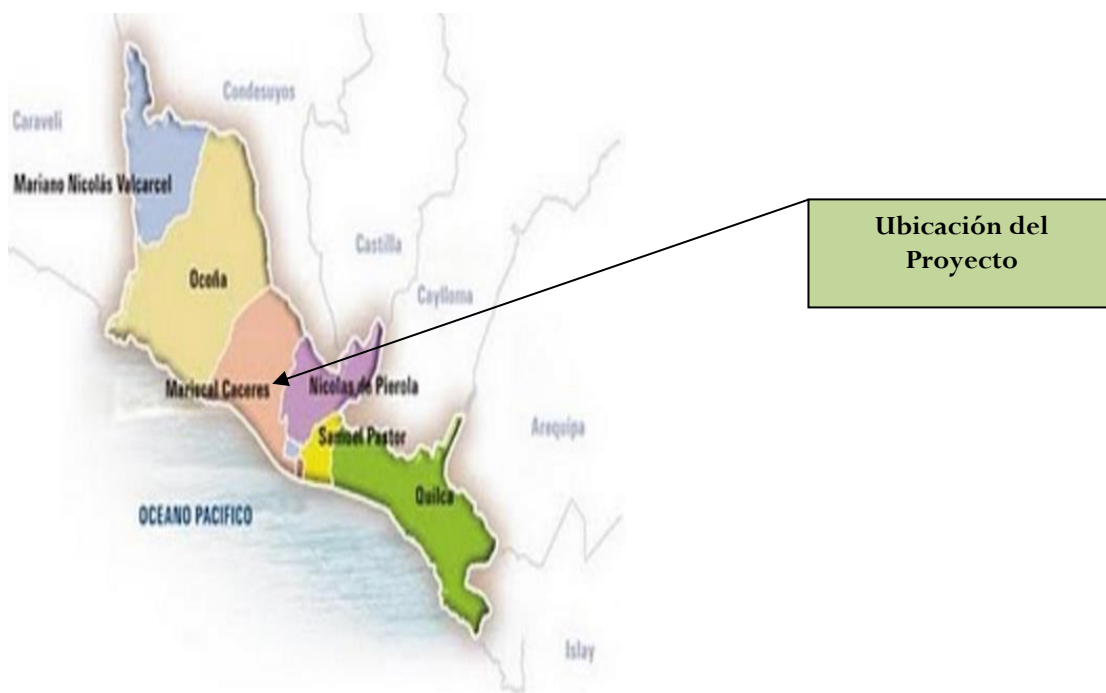 Condesuyos
Caraveli
Mariano Nicolás Valcarcel
Ubicación del
Proyecto
Castilla
Ocoña
Caylloma
Mariscal Caceres
Nicolas de Pierola
Samuel Pastor
Arequipa
Quilca
OCEANO PACIFICO
Islay